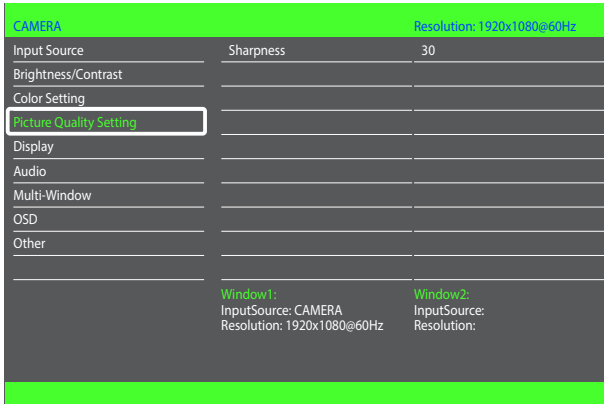 CAMERA Resolution: 1920x1080@60Hz
Input Source Sharpness 30
Brightness/Contrast
Color Setting
Picture Quality Setting
Display
Audio
Multi-Window
OSD
Other
Window1: Window2:
InputSource: CAMERA InputSource:
Resolution: 1920x1080@60Hz Resolution: